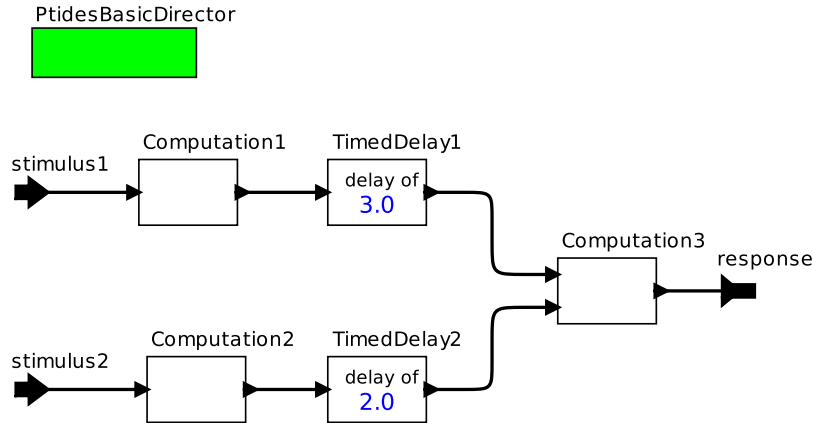 PtidesBasicDirector
Computation1
TimedDelay1
stimulus1
delay of
3.0
Computation3
response
Computation2
TimedDelay2
stimulus2
delay of
2.0